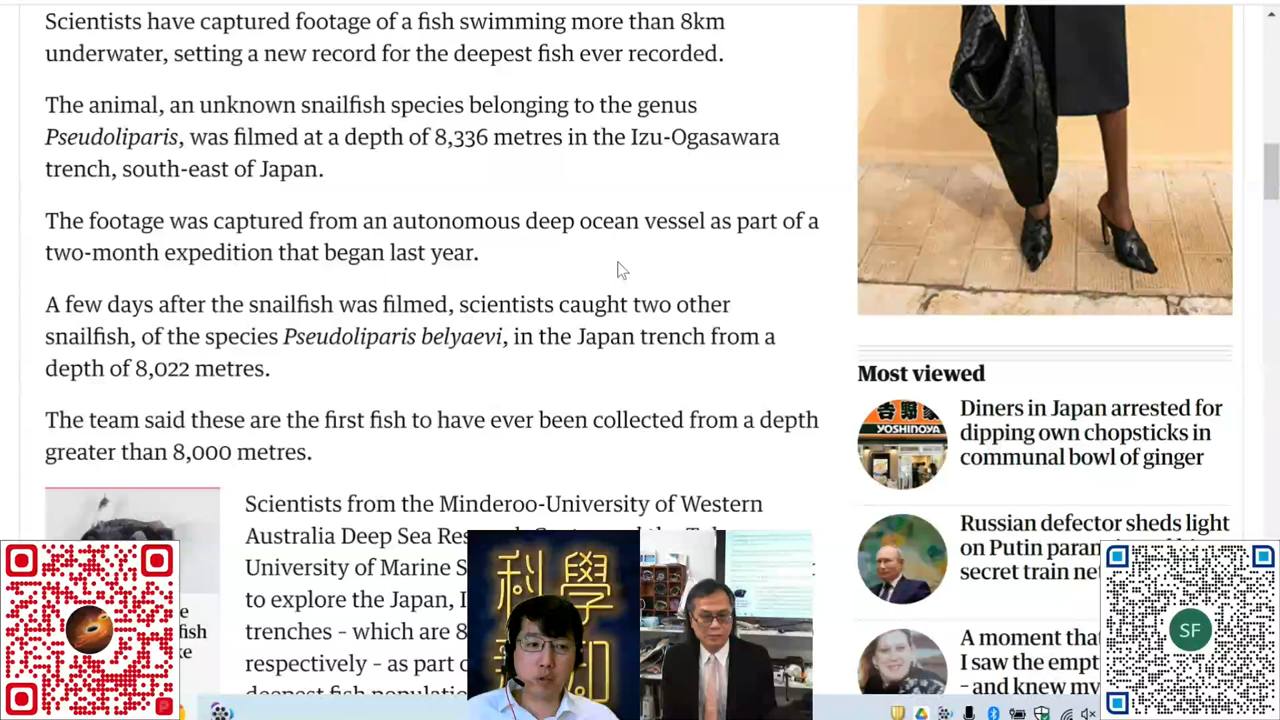 Scientists have captured footage of a fish swimming more than 8km
underwater, setting a new record for the deepest fish ever recorded.
The animal, an unknown snailfish species belonging to the genus
Pseudoliparis, was filmed at a depth of 8,336 metres in the Izu-Ogasawara
trench, south-east of Japan.
The footage was captured from an autonomous deep ocean vessel as part of a
two-month expedition that began last year.
A few days after the snailfish was filmed, scientists caught two other
snailfish, of the species Pseudoliparis belyaevi, in the Japan trench from a
depth of 8,022 metres.
The team said these are the first fish to have ever been collected from a depth
greater than 8,000 metres.
Scientists from the Minderoo-University of Western
Australia Deep Sea
University of Marine
to explore the Japan,
trenches – which are 8
respectively – as part
deepest fish population
fish
Most viewed
吉野家
YOSHINOYA
Diners in Japan arrested for
dipping own chopsticks in
communal bowl of ginger
Russian defector sheds light
on Putin
secret train
A moment
I saw the
– and knew
科學
SF